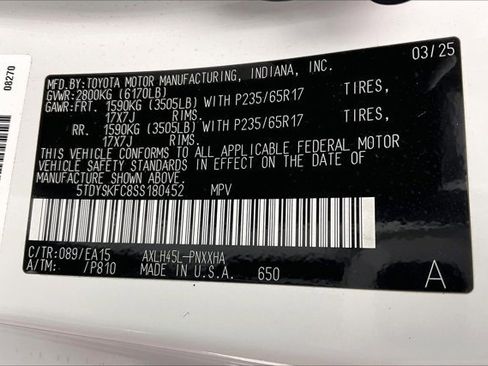 08270
03/25
MFD.BY:TOYOTA MOTOR MANUFACTURING, INDIANA, INC.
GVWR:2800KG (6170LB)
GAWR:FRT. 1590KG (3505LB) WITH P235/65R17 TIRES,
17X7J RIMS.
RR. 1590KG (3505LB) WITH P235/65R17 TIRES,
17X7J RIMS.
THIS VEHICLE CONFORMS TO ALL APPLICABLE FEDERAL MOTOR
VEHICLE SAFETY STANDARDS IN EFFECT ON THE DATE OF
MANUFACTURE SHOWN ABOVE.
5TDYSKFC8SS180452 MPV
C/TR:089/EA15 AXLH45L-PNXXHA
A/TM: /P810 MADE IN U.S.A. 650
A